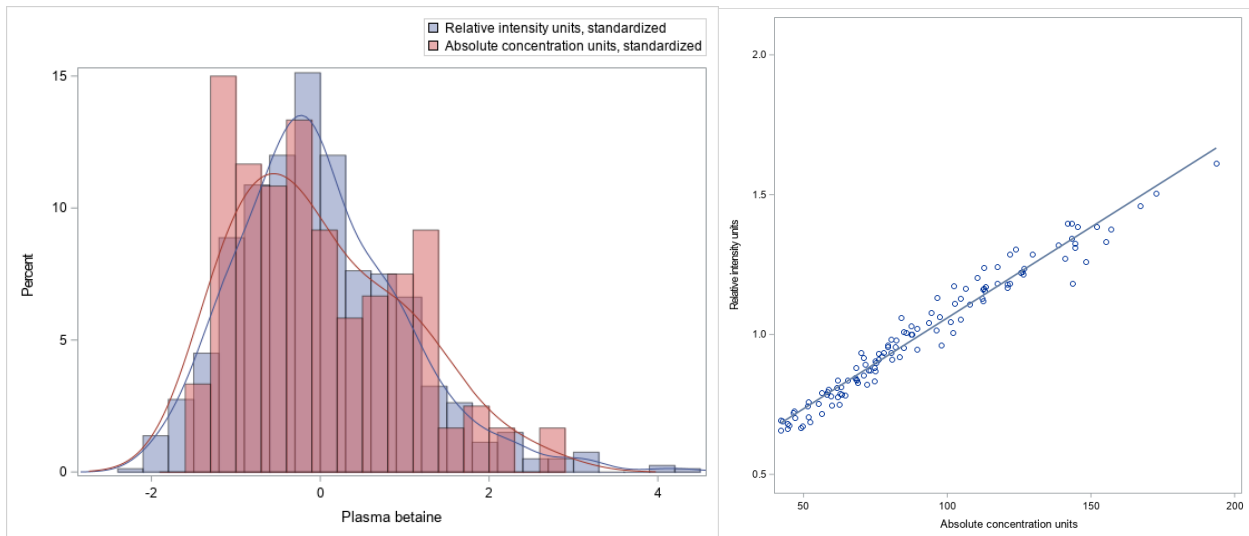 Relative intensity units, standardized
Absolute concentration units, standardized
15
10
5
0
Percent
-2
0
2
4
Plasma betaine
2.0
1.5
1.0
0.5
Relative intensity units
50
100
150
200
Absolute concentration units